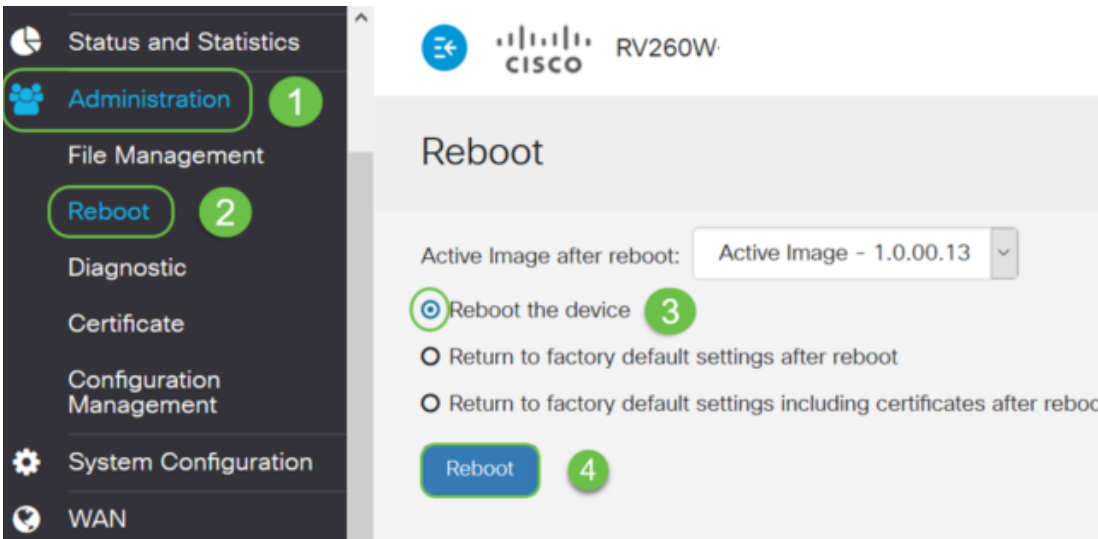 Status and Statistics
Administration 1
File Management
Reboot 2
Diagnostic
Certificate
Configuration
Management
System Configuration
WAN
CISCO RV260W
Reboot
Active Image after reboot: Active Image - 1.0.00.13
Reboot the device 3
Return to factory default settings after reboot
Return to factory default settings including certificates after
Reboot 4